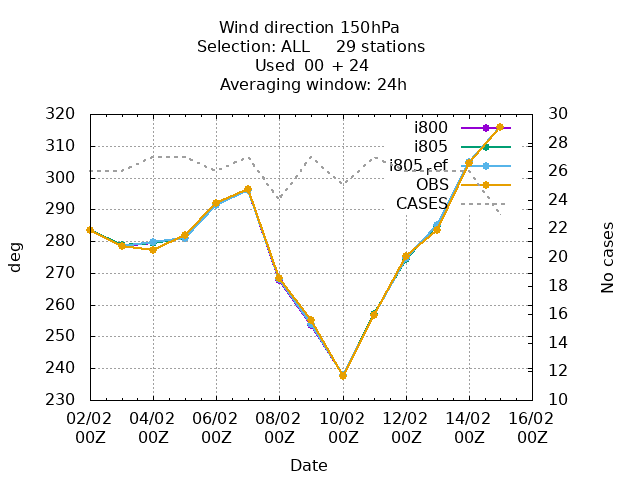 Wind direction 150hPa
Selection: ALL 29 stations
Used 00 + 24
Averaging window: 24h
320
310
300
290
280
270
260
250
240
230
deg
30
28
26
24
22
20
18
16
14
12
10
No cases
i800
i805
i805_ef
OBS
CASES
02/02 04/02 06/02 08/02 10/02 12/02 14/02 16/02
00Z 00Z 00Z 00Z 00Z 00Z 00Z 00Z
Date